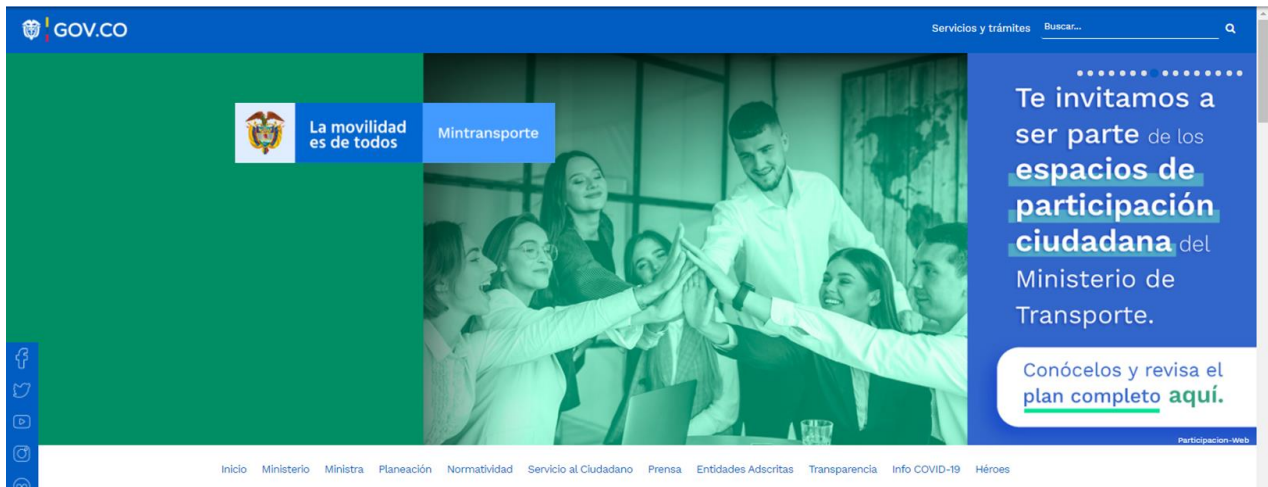 GOV.CO
Servicios y trámites Buscar...
La movilidad
es de todos
Mintransporte
Te invitamos a
ser parte de los
espacios de
participación
ciudadana del
Ministerio de
Transporte.
Conócelos y revisa el
plan completo aquí.
Participacion-Web
Inicio Ministerio Ministra Planeación Normatividad Servicio al Ciudadano Prensa Entidades Adscritas Transparencia Info COVID-19 Héroes